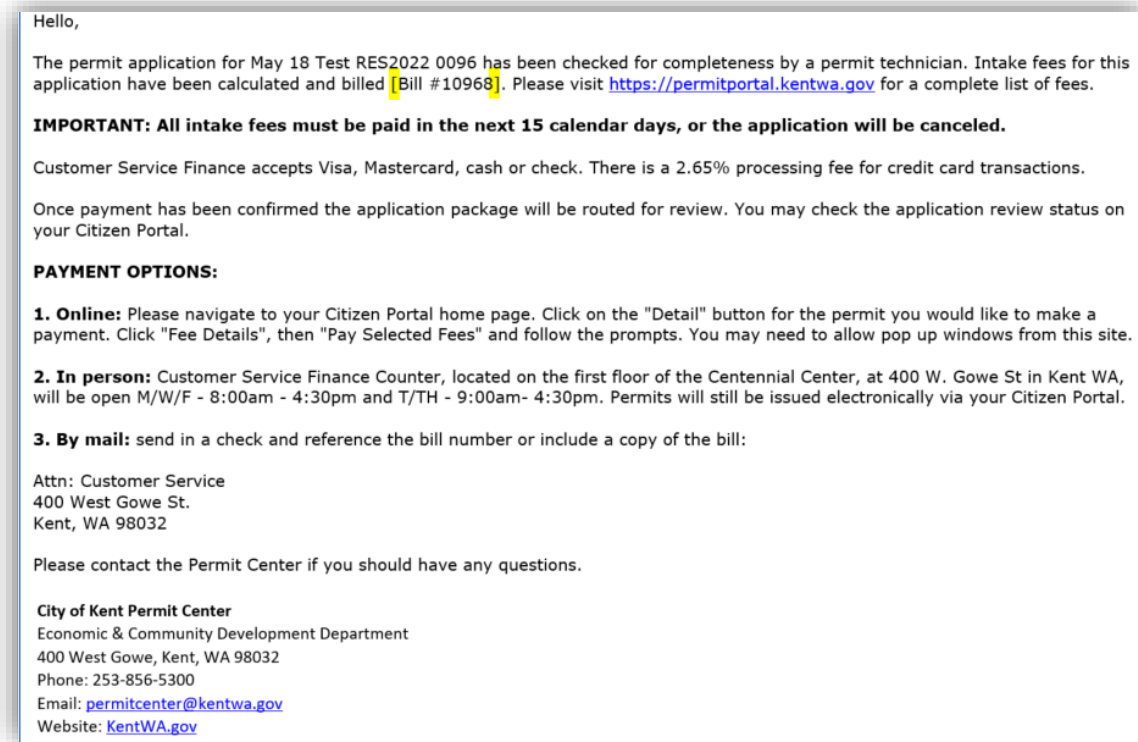 Hello,
The permit application for May 18 Test RES2022 0096 has been checked for completeness by a permit technician. Intake fees for this
application have been calculated and billed [Bill #10968]. Please visit https://permitportal.kentwa.gov for a complete list of fees.
IMPORTANT: All intake fees must be paid in the next 15 calendar days, or the application will be canceled.
Customer Service Finance accepts Visa, Mastercard, cash or check. There is a 2.65% processing fee for credit card transactions.
Once payment has been confirmed the application package will be routed for review. You may check the application review status on
your Citizen Portal.
PAYMENT OPTIONS:
1. Online: Please navigate to your Citizen Portal home page. Click on the "Detail" button for the permit you would like to make a
payment. Click "Fee Details", then "Pay Selected Fees" and follow the prompts. You may need to allow pop up windows from this site.
2. In person: Customer Service Finance Counter, located on the first floor of the Centennial Center, at 400 W. Gowe St in Kent WA,
will be open M/W/F - 8:00am - 4:30pm and T/TH - 9:00am- 4:30pm. Permits will still be issued electronically via your Citizen Portal.
3. By mail: send in a check and reference the bill number or include a copy of the bill:
Attn: Customer Service
400 West Gowe St.
Kent, WA 98032
Please contact the Permit Center if you should have any questions.
City of Kent Permit Center
Economic & Community Development Department
400 West Gowe, Kent, WA 98032
Phone: 253-856-5300
Email: permitcenter@kentwa.gov
Website: KentWA.gov